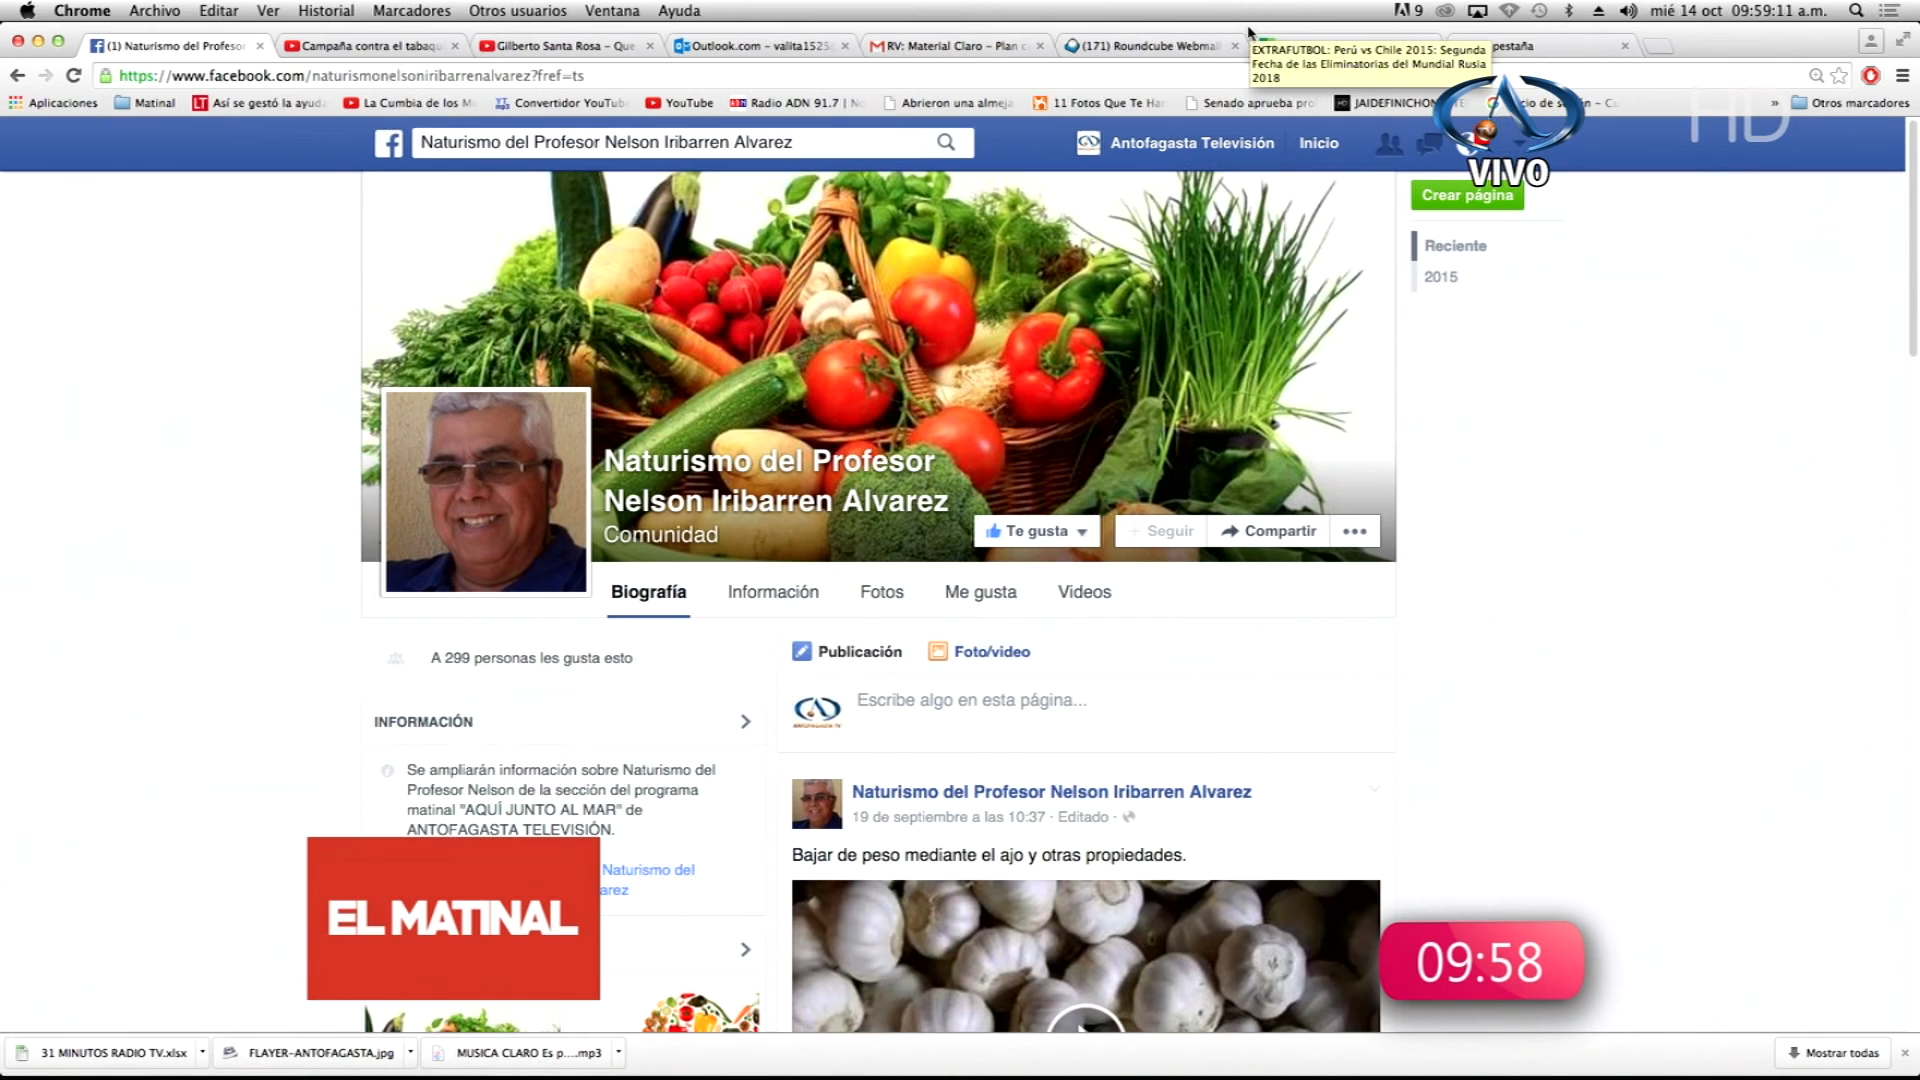 Chrome Archivo Editar Ver Historial Marcadores Otros usuarios Ventana Ayuda
9 mié 14 oct 09:59:11 a.m.
(1) Naturismo del Profesor
Campaña contra el tabaq
Gilberto Santa Rosa – Que
Outlook.com – valita1525
RV: Material Claro – Plan c
(171) Roundcube Webmail
pestaña
EXTRAFUTBOL: Perú vs Chile 2015: Segunda
Fecha de las Eliminatorias del Mundial Rusia
2018
https://www.facebook.com/naturismonelsoniribarrenalvarez?fref=ts
Aplicaciones
Matinal
Así se gestó la ayuda
La Cumbia de los M
Convertidor YouTub
YouTube
Radio ADN 91.7 | N
Abrieron una almeja
11 Fotos Que Te Ha
Senado aprueba pro
JAIDEFINICHON
Otros marcadores
HD
VIVO
Naturismo del Profesor Nelson Iribarren Alvarez
Antofagasta Televisión
Inicio
Crear página
Reciente
2015
Naturismo del Profesor
Nelson Iribarren Alvarez
Comunidad
Te gusta
Seguir
Compartir
Biografía Información Fotos Me gusta Videos
A 299 personas les gusta esto
INFORMACIÓN
Se ampliarán información sobre Naturismo del
Profesor Nelson de la sección del programa
matinal "AQUÍ JUNTO AL MAR" de
ANTOFAGASTA TELEVISIÓN.
Naturismo del
arez
Publicación
Foto/video
Escribe algo en esta página...
Naturismo del Profesor Nelson Iribarren Alvarez
19 de septiembre a las 10:37 · Editado ·
Bajar de peso mediante el ajo y otras propiedades.
EL MATINAL
09:58
31 MINUTOS RADIO TV.xlsx
FLAYER-ANTOFAGASTA.jpg
MUSICA CLARO Es p....mp3
Mostrar todas